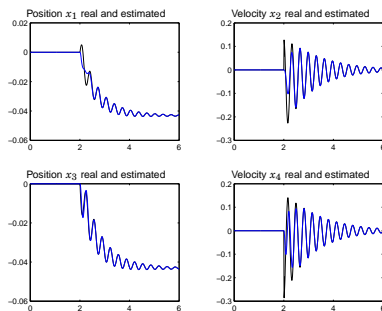 Position x₁ real and estimated
0.02
0
−0.02
−0.04
−0.06
0 2 4 6
Velocity x₂ real and estimated
0.2
0.1
0
−0.1
−0.2
−0.3
0 2 4 6
Position x₃ real and estimated
0
−0.02
−0.04
−0.06
0 2 4 6
Velocity x₄ real and estimated
0.2
0.1
0
−0.1
−0.2
−0.3
0 2 4 6